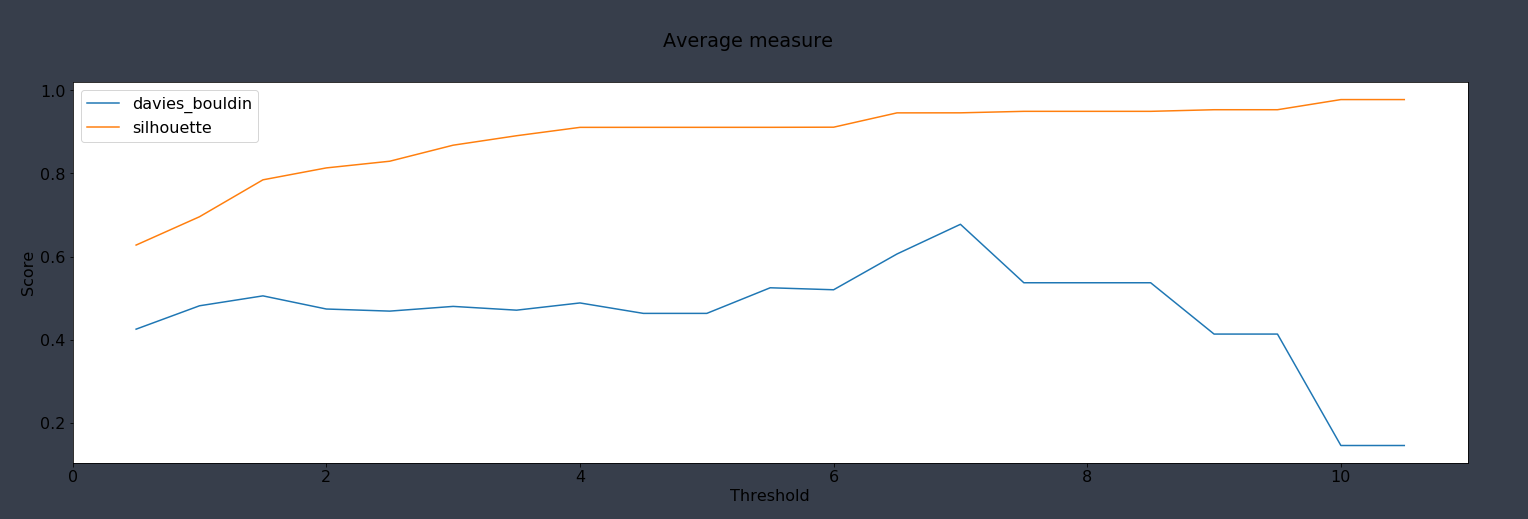 Average measure
1.0
0.8
0.6
0.4
0.2
Score
davies_bouldin
silhouette
0 2 4 6 8 10
Threshold